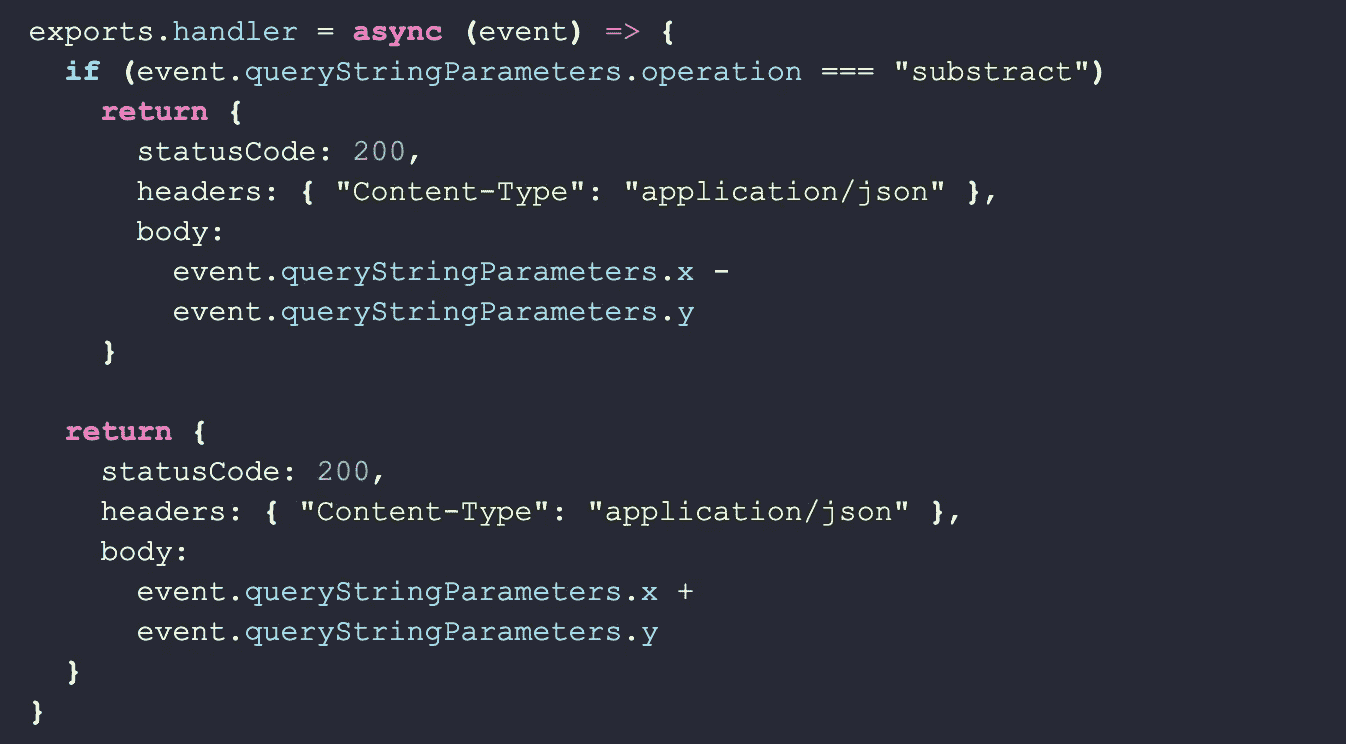 exports.handler = async (event) => {
  if (event.queryStringParameters.operation === "substract")
    return {
      statusCode: 200,
      headers: { "Content-Type": "application/json" },
      body:
        event.queryStringParameters.x -
        event.queryStringParameters.y
    }

  return {
    statusCode: 200,
    headers: { "Content-Type": "application/json" },
    body:
      event.queryStringParameters.x +
      event.queryStringParameters.y
  }
}